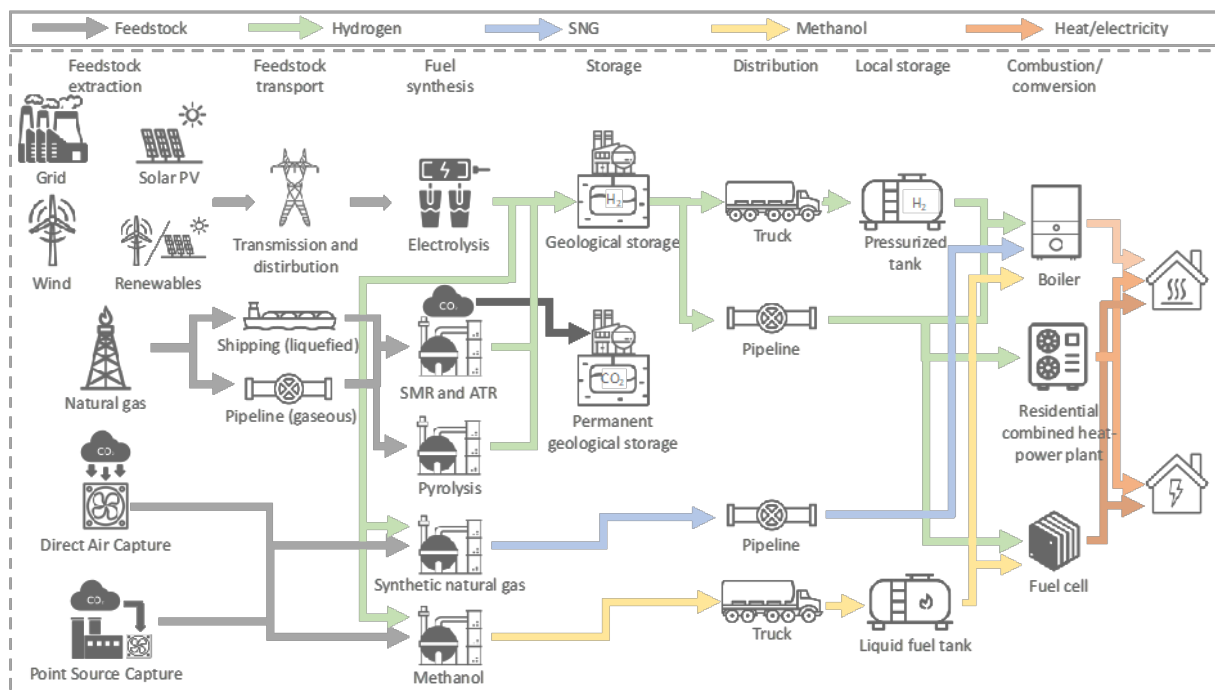 Feedstock
Hydrogen
SNG
Methanol
Heat/electricity
Feedstock
extraction
Feedstock
transport
Fuel
synthesis
Storage
Distribution
Local storage
Combustion/
comversion
Grid
Solar PV
Wind
Renewables
Transmission and
distirbution
Electrolysis
H2
Geological storage
Truck
H2
Pressurized
tank
Boiler
Natural gas
Shipping (liquefied)
Pipeline (gaseous)
CO2
SMR and ATR
CO2
Permanent
geological storage
Pipeline
Residential
combined heat-
power plant
Pyrolysis
CO2
Direct Air Capture
Synthetic natural gas
Pipeline
Fuel cell
CO2
Point Source Capture
Methanol
Truck
Liquid fuel tank